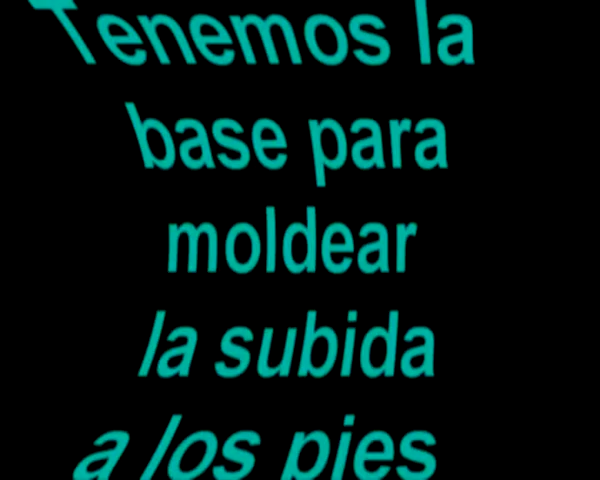 Tenemos la
base para
moldear
la subida
a los pies